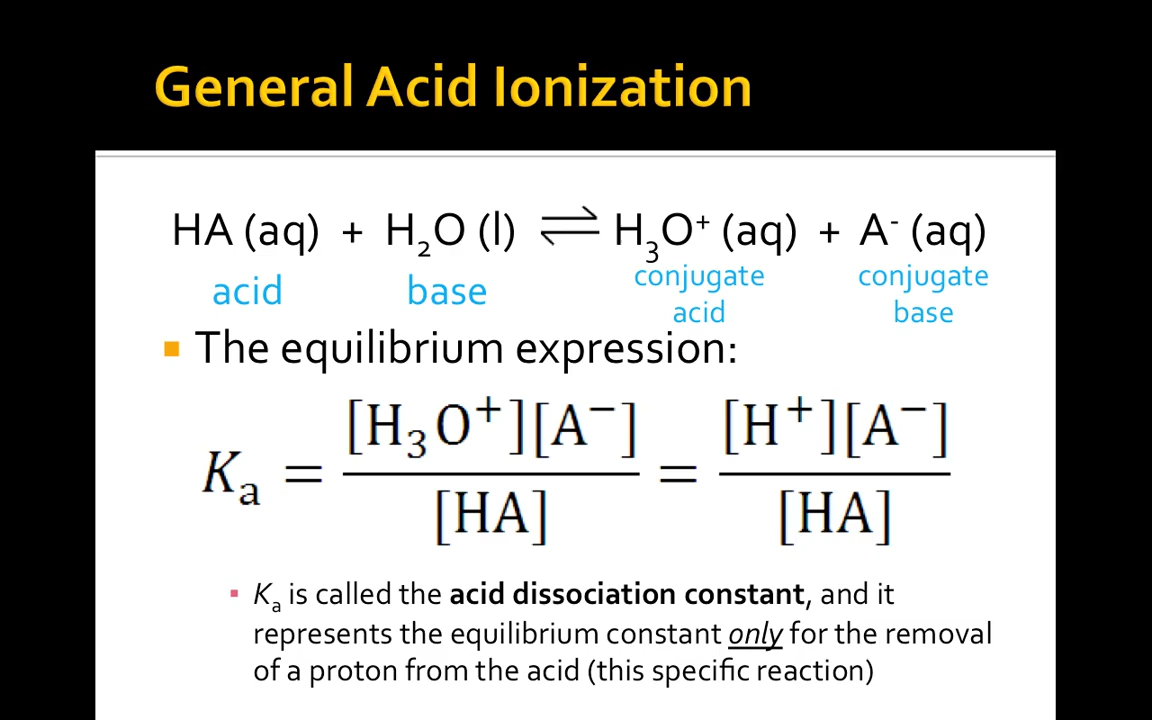 General Acid Ionization
HA (aq) + H₂O (l) ⇌ H₃O⁺ (aq) + A⁻ (aq)
acid base conjugate acid conjugate base
■ The equilibrium expression:
Kₐ = [H₃O⁺][A⁻] / [HA] = [H⁺][A⁻] / [HA]
▪ Kₐ is called the acid dissociation constant, and it
represents the equilibrium constant only for the removal
of a proton from the acid (this specific reaction)